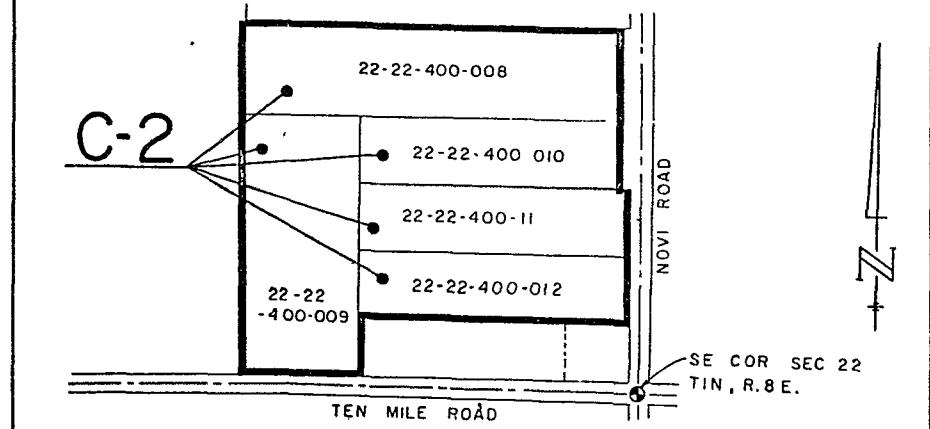 22-22-400-008
C-2
22-22-400 010
22-22-400-11
22-22-400-012
22-22
-400-009
NOVI ROAD
N
SE COR SEC 22
T1N, R.8E.
TEN MILE ROAD